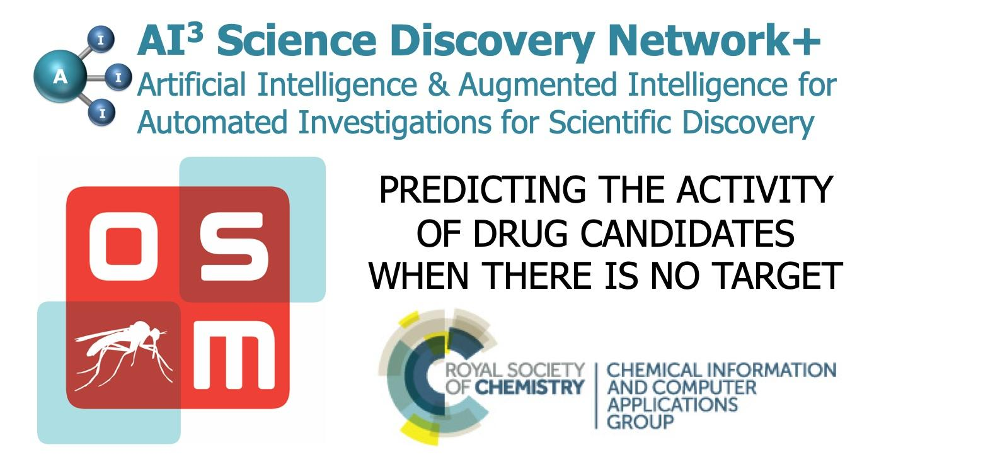 A
I
I
I
AI³ Science Discovery Network+
Artificial Intelligence & Augmented Intelligence for
Automated Investigations for Scientific Discovery
O S
M
PREDICTING THE ACTIVITY
OF DRUG CANDIDATES
WHEN THERE IS NO TARGET
ROYAL SOCIETY
OF CHEMISTRY
CHEMICAL INFORMATION
AND COMPUTER
APPLICATIONS
GROUP